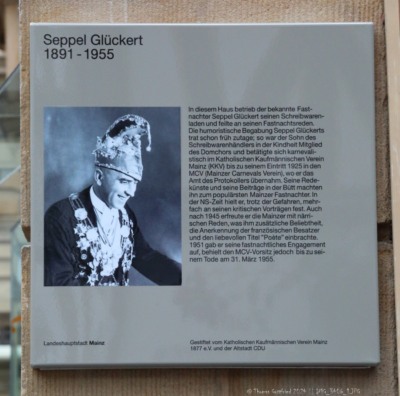 Seppel Glückert
1891 - 1955
In diesem Haus betrieb der bekannte Fast-
nachter Seppel Glückert seinen Schreibwaren-
laden und feilte an seinen Fastnachtsreden.
Die humoristische Begabung Seppel Glückerts
trat schon früh zutage; so war der Sohn des
Schreibwarenhändlers in der Kindheit Mitglied
des Domchors und betätigte sich karnevali-
stisch im Katholischen Kaufmännischen Verein
Mainz (KKV) bis zu seinem Eintritt 1925 in den
MCV (Mainzer Carnevals Verein), wo er das
Amt des Protokollers übernahm. Seine Rede-
künste und seine Beiträge in der Bütt machten
ihn zum populärsten Mainzer Fastnachter. In
der NS-Zeit hielt er, trotz der Gefahren, mehr-
fach an seinen kritischen Vorträgen fest. Auch
nach 1945 erfreute er die Mainzer mit när-
rischen Reden, was ihm zusätzliche Beliebtheit,
die Anerkennung der französischen Besatzer
und den liebevollen Titel "Poète" einbrachte.
1951 gab er seine fastnachtliches Engagement
auf, behielt den MCV-Vorsitz jedoch bis zu sei-
nem Tode am 31. März 1955.
Landeshauptstadt Mainz
Gestiftet vom Katholischen Kaufmännischen Verein Mainz
1877 e.V. und der Altstadt CDU